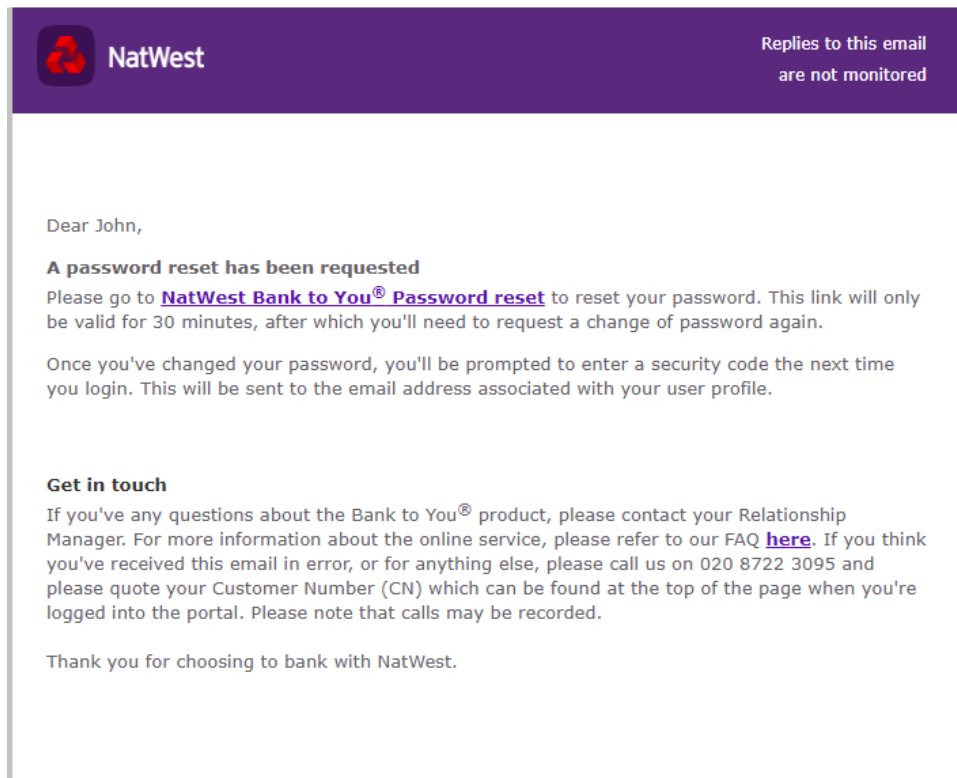 NatWest
Replies to this email
are not monitored
Dear John,
A password reset has been requested
Please go to NatWest Bank to You® Password reset to reset your password. This link will only
be valid for 30 minutes, after which you'll need to request a change of password again.
Once you've changed your password, you'll be prompted to enter a security code the next time
you login. This will be sent to the email address associated with your user profile.
Get in touch
If you've any questions about the Bank to You® product, please contact your Relationship
Manager. For more information about the online service, please refer to our FAQ here. If you think
you've received this email in error, or for anything else, please call us on 020 8722 3095 and
please quote your Customer Number (CN) which can be found at the top of the page when you're
logged into the portal. Please note that calls may be recorded.
Thank you for choosing to bank with NatWest.